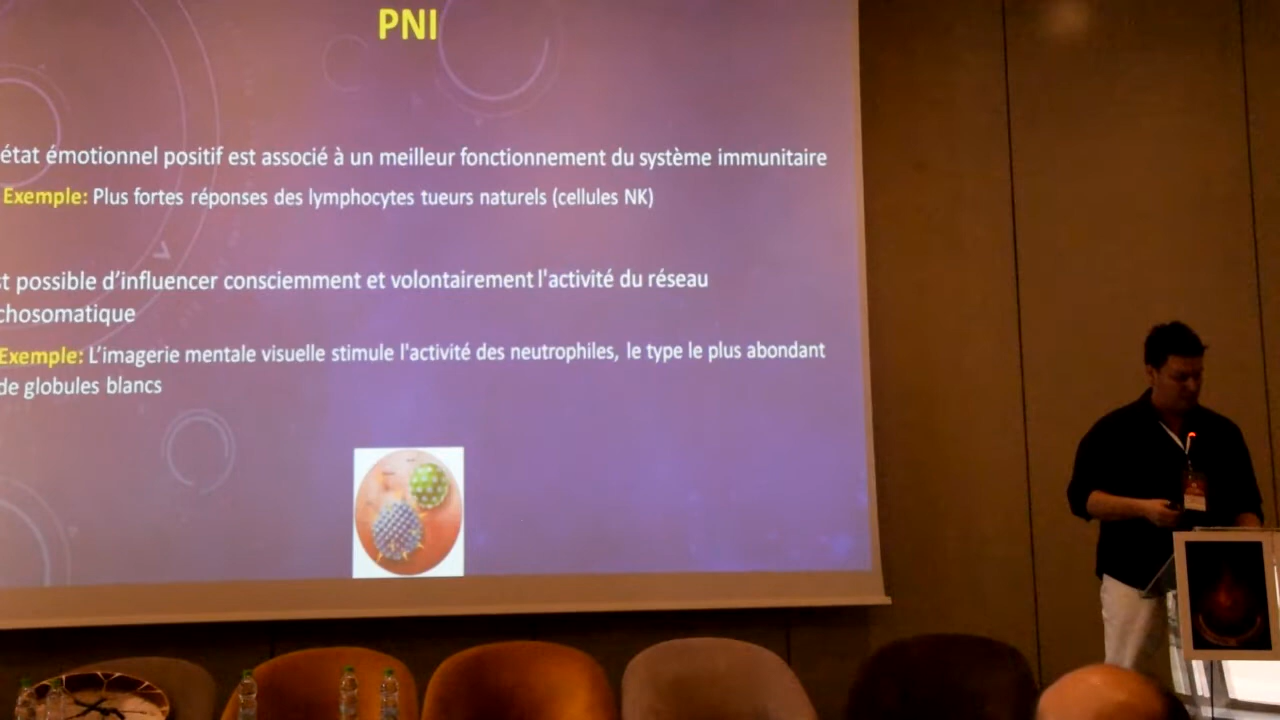 PNI
état émotionnel positif est associé à un meilleur fonctionnement du système immunitaire
Exemple: Plus fortes réponses des lymphocytes tueurs naturels (cellules NK)
st possible d'influencer consciemment et volontairement l'activité du réseau
chosomatique
Exemple: L'imagerie mentale visuelle stimule l'activité des neutrophiles, le type le plus abondant
de globules blancs